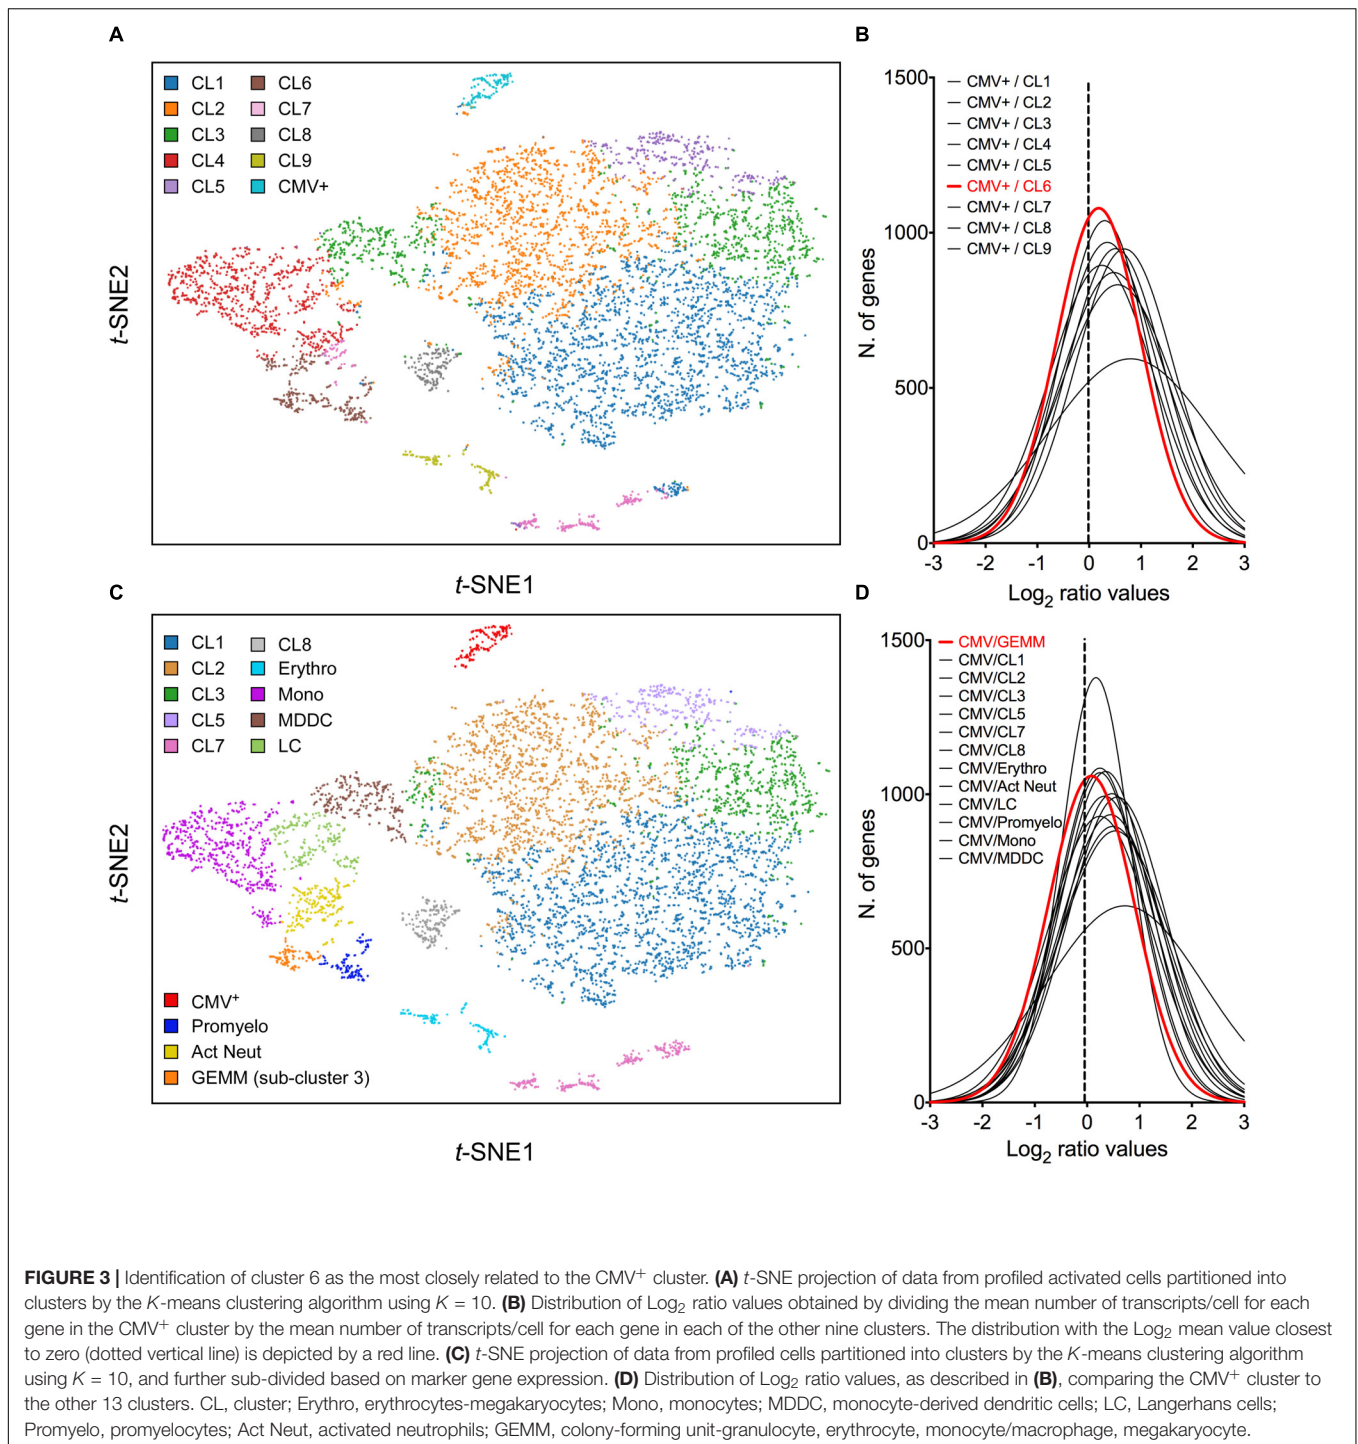 A
CL1 CL6
CL2 CL7
CL3 CL8
CL4 CL9
CL5 CMV+
t-SNE2
t-SNE1
B
1500
1000
500
0
N. of genes
CMV+ / CL1
CMV+ / CL2
CMV+ / CL3
CMV+ / CL4
CMV+ / CL5
CMV+ / CL6
CMV+ / CL7
CMV+ / CL8
CMV+ / CL9
-3 -2 -1 0 1 2 3
Log2 ratio values
C
CL1 CL8
CL2 Erythro
CL3 Mono
CL5 MDDC
CL7 LC
CMV+
Promyelo
Act Neut
GEMM (sub-cluster 3)
t-SNE2
t-SNE1
D
1500
1000
500
0
N. of genes
CMV/GEMM
CMV/CL1
CMV/CL2
CMV/CL3
CMV/CL5
CMV/CL7
CMV/CL8
CMV/Erythro
CMV/Act Neut
CMV/LC
CMV/Promyelo
CMV/Mono
CMV/MDDC
-3 -2 -1 0 1 2 3
Log2 ratio values
FIGURE 3 | Identification of cluster 6 as the most closely related to the CMV+ cluster. (A) t-SNE projection of data from profiled activated cells partitioned into
clusters by the K-means clustering algorithm using K = 10. (B) Distribution of Log2 ratio values obtained by dividing the mean number of transcripts/cell for each
gene in the CMV+ cluster by the mean number of transcripts/cell for each gene in each of the other nine clusters. The distribution with the Log2 mean value closest
to zero (dotted vertical line) is depicted by a red line. (C) t-SNE projection of data from profiled cells partitioned into clusters by the K-means clustering algorithm
using K = 10, and further sub-divided based on marker gene expression. (D) Distribution of Log2 ratio values, as described in (B), comparing the CMV+ cluster to
the other 13 clusters. CL, cluster; Erythro, erythrocytes-megakaryocytes; Mono, monocytes; MDDC, monocyte-derived dendritic cells; LC, Langerhans cells;
Promyelo, promyelocytes; Act Neut, activated neutrophils; GEMM, colony-forming unit-granulocyte, erythrocyte, monocyte/macrophage, megakaryocyte.